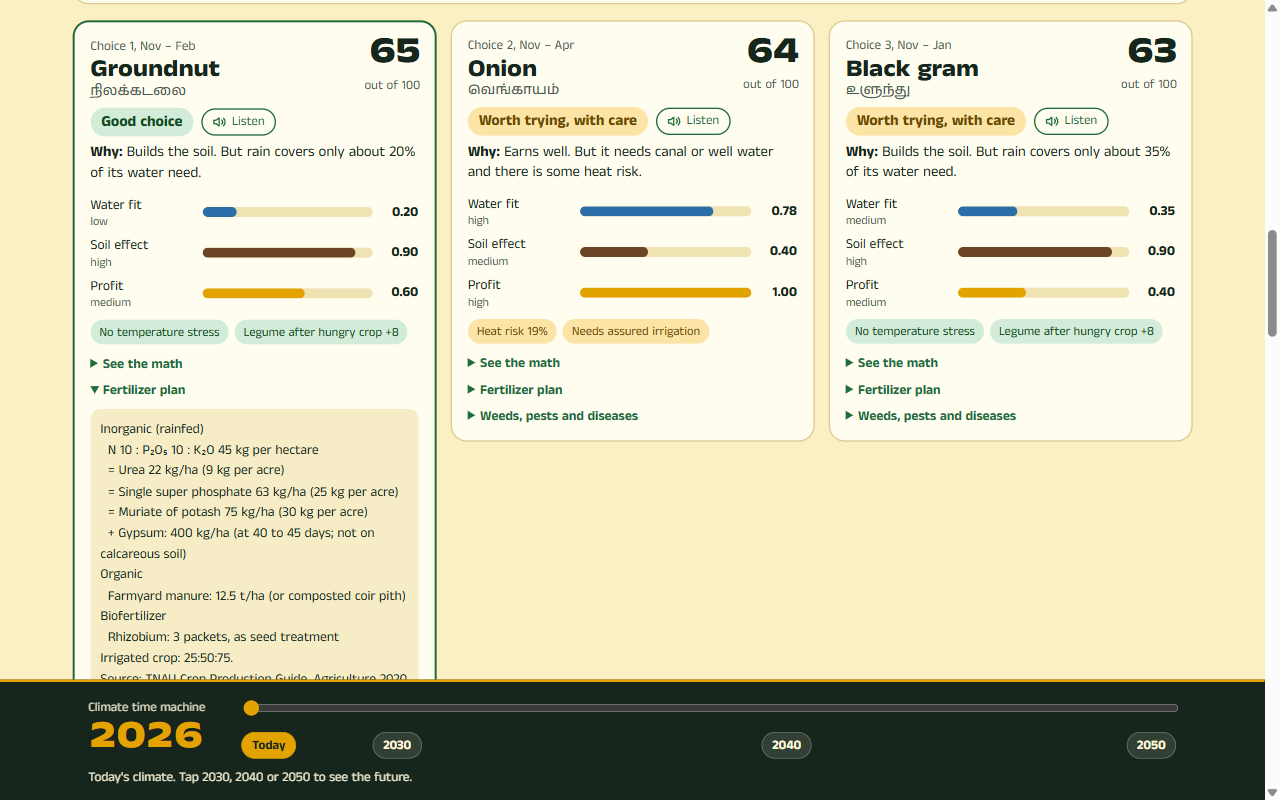 Choice 1, Nov – Feb
65
Groundnut
நிலக்கடலை
out of 100
Good choice
Listen
Why: Builds the soil. But rain covers only about 20%
of its water need.
Water fit
low
0.20
Soil effect
high
0.90
Profit
medium
0.60
No temperature stress
Legume after hungry crop +8
See the math
Fertilizer plan
Inorganic (rainfed)
N 10 : P₂O₅ 10 : K₂O 45 kg per hectare
= Urea 22 kg/ha (9 kg per acre)
= Single super phosphate 63 kg/ha (25 kg per acre)
= Muriate of potash 75 kg/ha (30 kg per acre)
+ Gypsum: 400 kg/ha (at 40 to 45 days; not on
calcareous soil)
Organic
Farmyard manure: 12.5 t/ha (or composted coir pith)
Biofertilizer
Rhizobium: 3 packets, as seed treatment
Irrigated crop: 25:50:75.
Source: TNAU Crop Production Guide, Agriculture 2020
Choice 2, Nov – Apr
64
Onion
வெங்காயம்
out of 100
Worth trying, with care
Listen
Why: Earns well. But it needs canal or well water
and there is some heat risk.
Water fit
high
0.78
Soil effect
medium
0.40
Profit
high
1.00
Heat risk 19%
Needs assured irrigation
See the math
Fertilizer plan
Weeds, pests and diseases
Choice 3, Nov – Jan
63
Black gram
உளுந்து
out of 100
Worth trying, with care
Listen
Why: Builds the soil. But rain covers only about 35%
of its water need.
Water fit
medium
0.35
Soil effect
high
0.90
Profit
medium
0.40
No temperature stress
Legume after hungry crop +8
See the math
Fertilizer plan
Weeds, pests and diseases
Climate time machine
2026
Today
2030
2040
2050
Today's climate. Tap 2030, 2040 or 2050 to see the future.